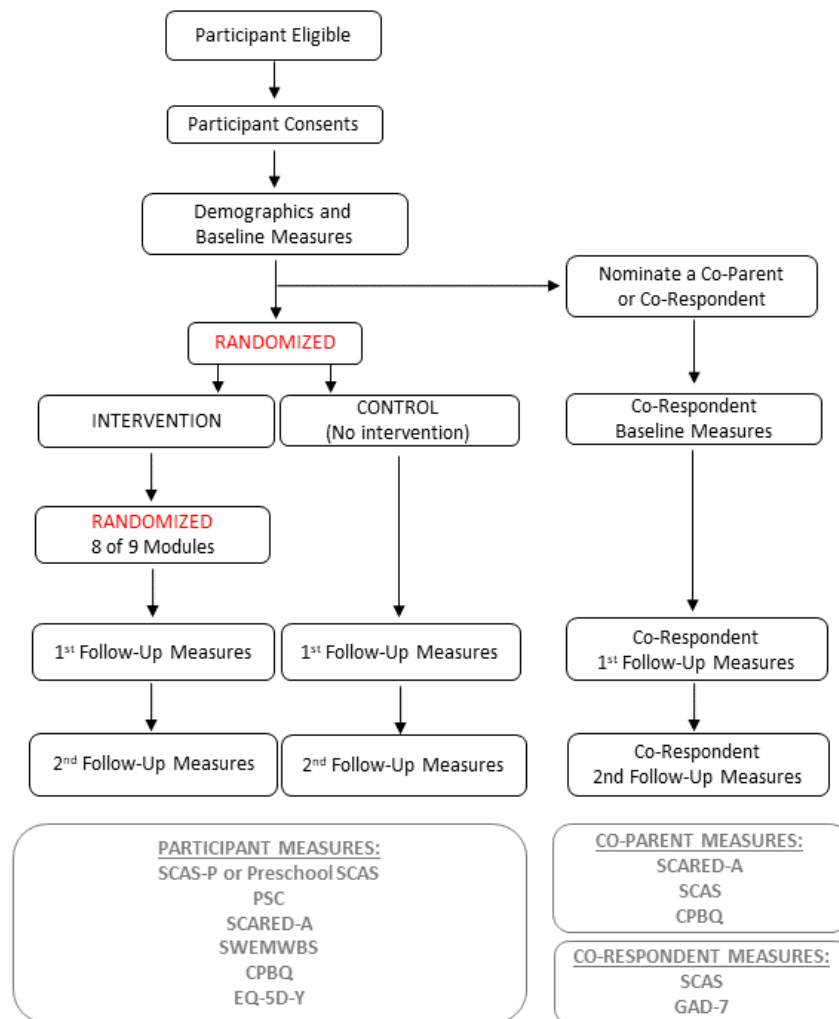 Participant Eligible
Participant Consents
Demographics and
Baseline Measures
Nominate a Co-Parent
or Co-Respondent
RANDOMIZED
INTERVENTION
CONTROL
(No intervention)
Co-Respondent
Baseline Measures
RANDOMIZED
8 of 9 Modules
1st Follow-Up Measures
1st Follow-Up Measures
Co-Respondent
1st Follow-Up Measures
2nd Follow-Up Measures
2nd Follow-Up Measures
Co-Respondent
2nd Follow-Up Measures
PARTICIPANT MEASURES:
SCAS-P or Preschool SCAS
PSC
SCARED-A
SWEMWBS
CPBQ
EQ-5D-Y
CO-PARENT MEASURES:
SCARED-A
SCAS
CPBQ
CO-RESPONDENT MEASURES:
SCAS
GAD-7